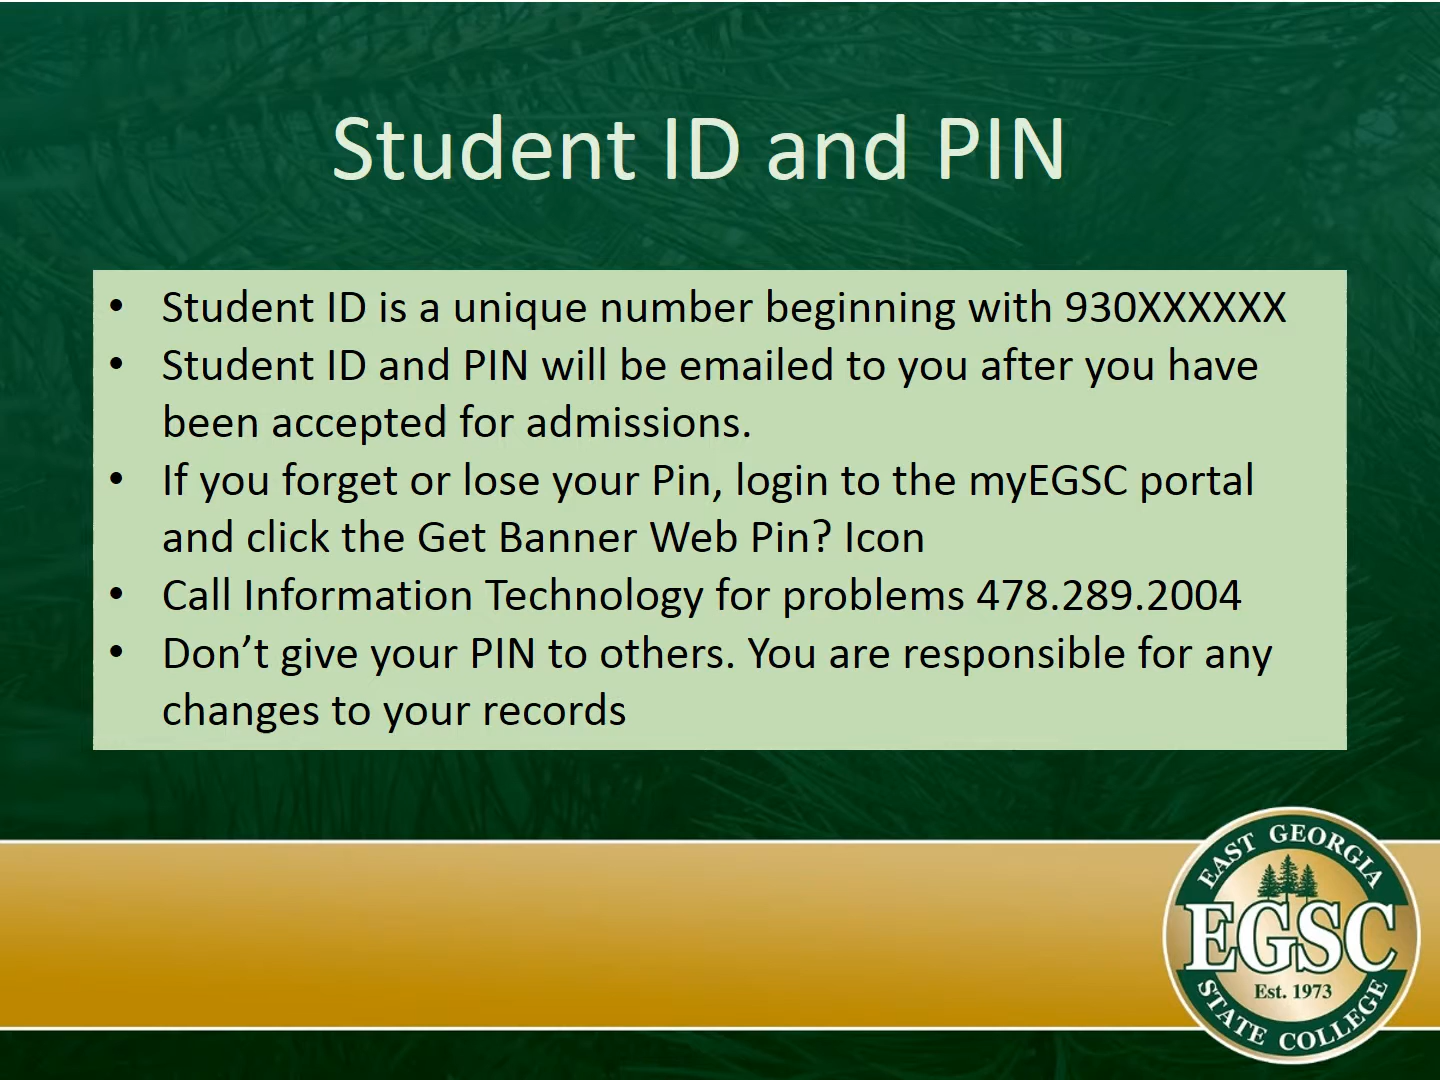 Student ID and PIN
• Student ID is a unique number beginning with 930XXXXXX
• Student ID and PIN will be emailed to you after you have
been accepted for admissions.
• If you forget or lose your Pin, login to the myEGSC portal
and click the Get Banner Web Pin? Icon
• Call Information Technology for problems 478.289.2004
• Don’t give your PIN to others. You are responsible for any
changes to your records
EAST GEORGIA
EGSC
Est. 1973
STATE COLLEGE